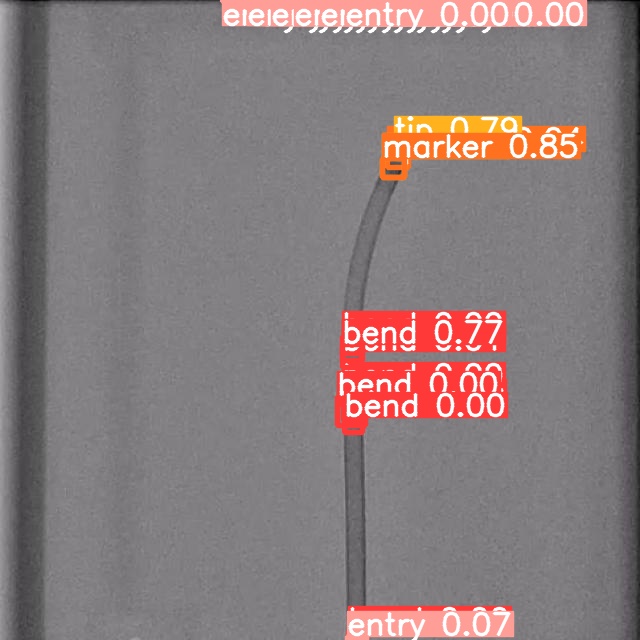 entry 0.00 0.00
tip 0.79
marker 0.85
bend 0.77
bend 0.00
bend 0.00
entry 0.07